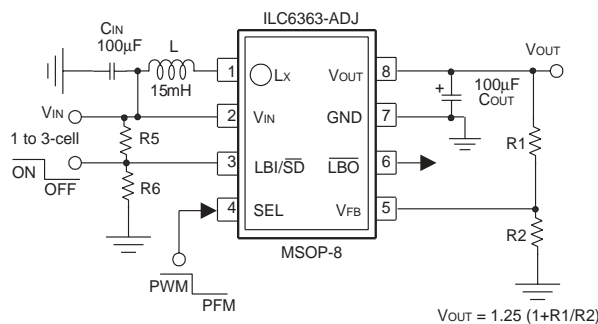 ILC6363-ADJ
CIN
100µF
L
15mH
1
LX
VOUT
8
VOUT
+
100µF
COUT
VIN
2
VIN
GND
7
1 to 3-cell
R5
R1
ON
OFF
3
LBI/SD
LBO
6
R6
4
SEL
VFB
5
R2
MSOP-8
PWM
PFM
VOUT = 1.25 (1+R1/R2)